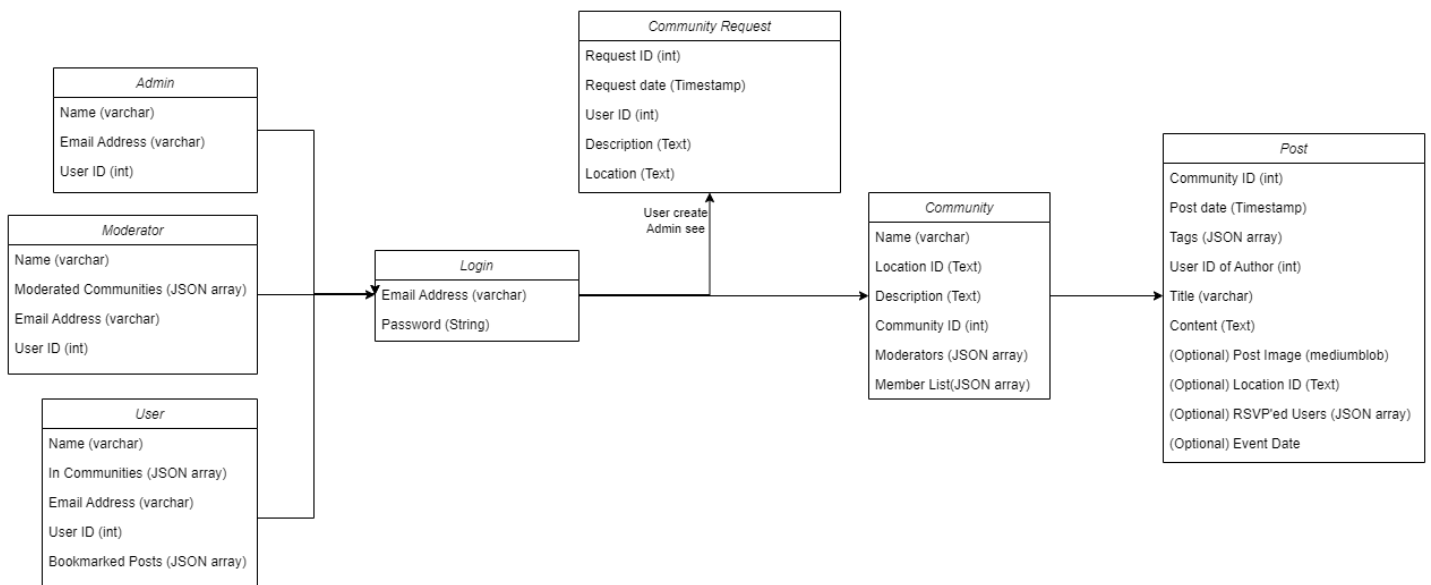 Admin
Name (varchar)
Email Address (varchar)
User ID (int)
Moderator
Name (varchar)
Moderated Communities (JSON array)
Email Address (varchar)
User ID (int)
User
Name (varchar)
In Communities (JSON array)
Email Address (varchar)
User ID (int)
Bookmarked Posts (JSON array)
Login
Email Address (varchar)
Password (String)
Community Request
Request ID (int)
Request date (Timestamp)
User ID (int)
Description (Text)
Location (Text)
User create
Admin see
Community
Name (varchar)
Location ID (Text)
Description (Text)
Community ID (int)
Moderators (JSON array)
Member List(JSON array)
Post
Community ID (int)
Post date (Timestamp)
Tags (JSON array)
User ID of Author (int)
Title (varchar)
Content (Text)
(Optional) Post Image (mediumblob)
(Optional) Location ID (Text)
(Optional) RSVP'ed Users (JSON array)
(Optional) Event Date